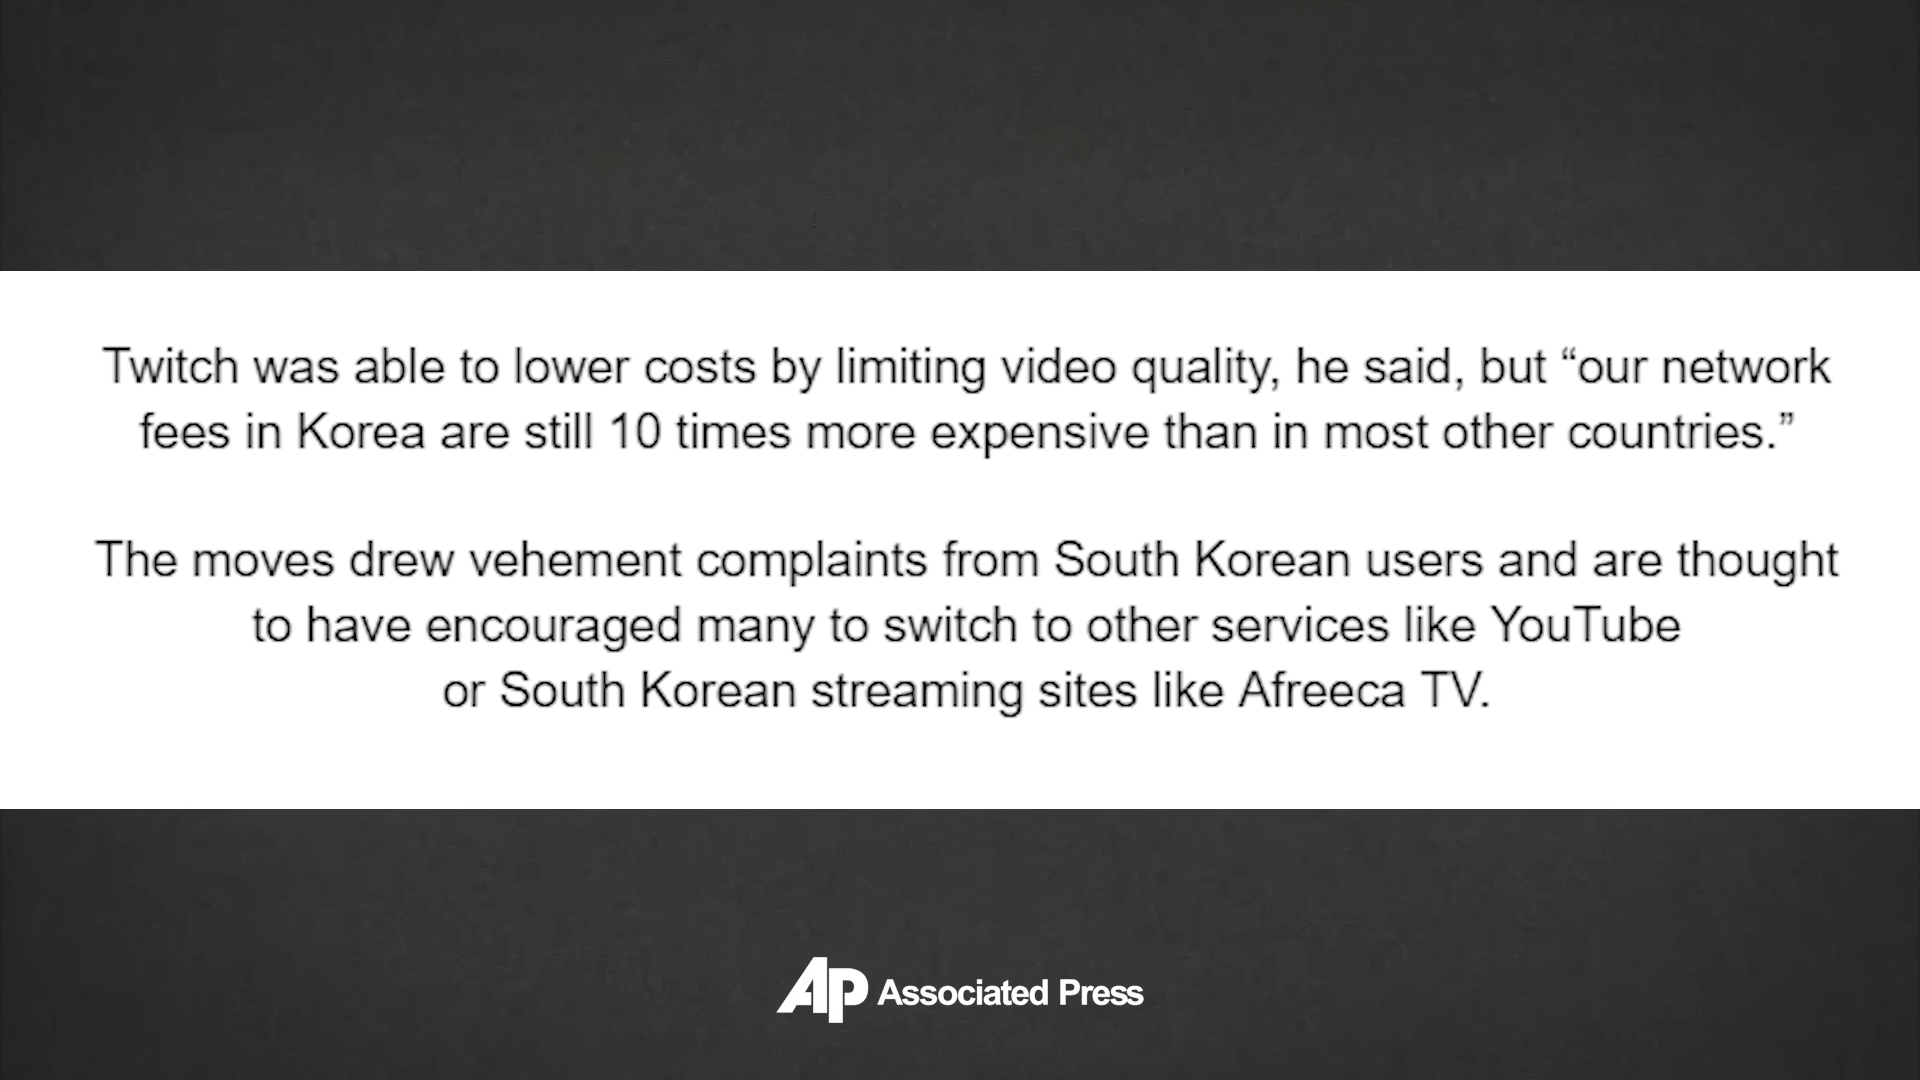 Twitch was able to lower costs by limiting video quality, he said, but “our network
fees in Korea are still 10 times more expensive than in most other countries.”
The moves drew vehement complaints from South Korean users and are thought
to have encouraged many to switch to other services like YouTube
or South Korean streaming sites like Afreeca TV.
AP Associated Press